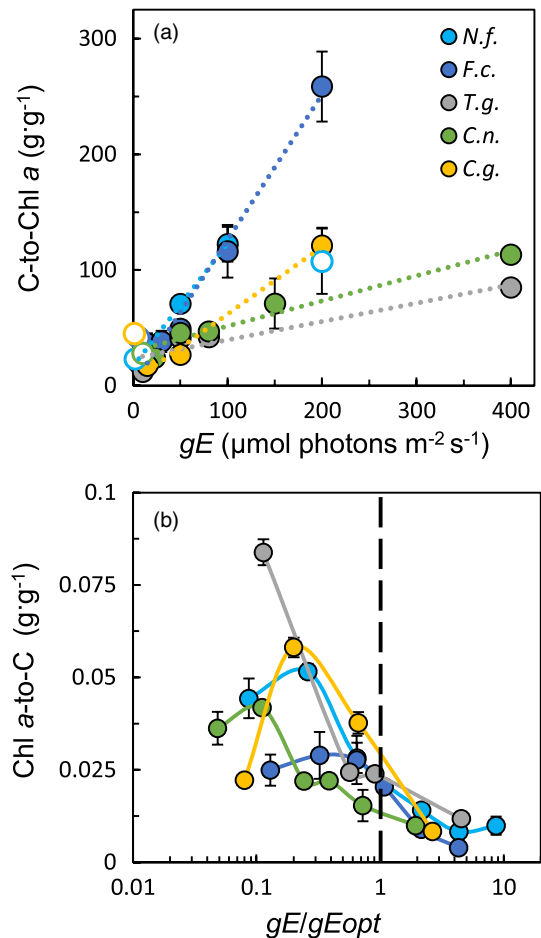 (a)
N.f.
F.c.
T.g.
C.n.
C.g.
C-to-Chl a (g·g⁻¹)
300
200
100
0
0 100 200 300 400
gE (µmol photons m⁻² s⁻¹)
(b)
Chl a-to-C (g·g⁻¹)
0.1
0.075
0.05
0.025
0
0.01 0.1 1 10
gE/gEopt